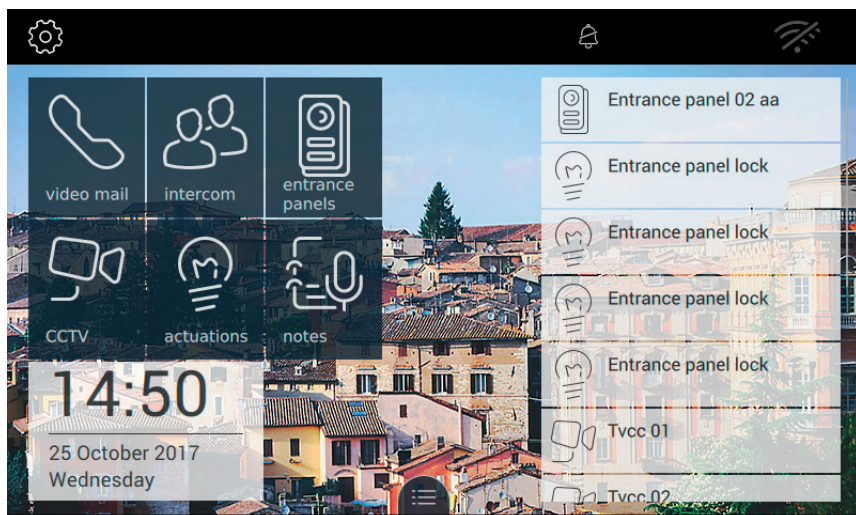 video mail
intercom
entrance
panels
CCTV
actuations
notes
14:50
25 October 2017
Wednesday
Entrance panel 02 aa
Entrance panel lock
Entrance panel lock
Entrance panel lock
Entrance panel lock
Tvcc 01
Tvcc 02